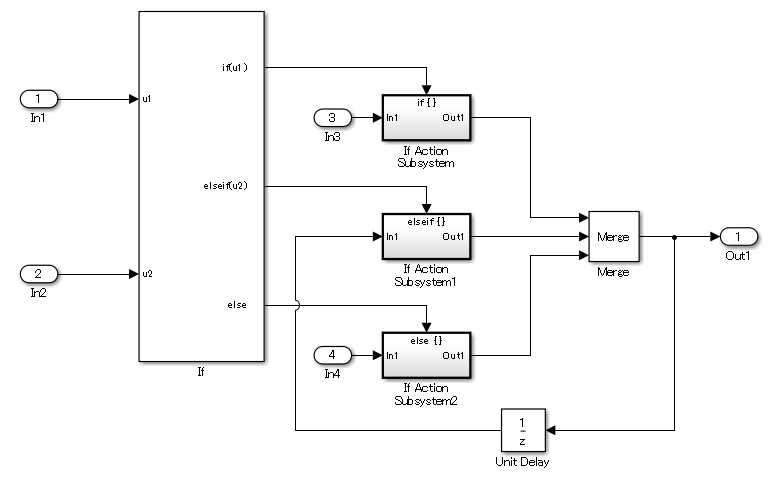 if(u1)
1
u1
In1
if {}
3
In1
Out1
In3
If Action
Subsystem
elseif(u2)
elseif {}
In1
Out1
Merge
1
Merge
Out1
If Action
Subsystem1
2
u2
In2
else
else {}
4
In1
Out1
In4
If
If Action
Subsystem2
1
z
Unit Delay